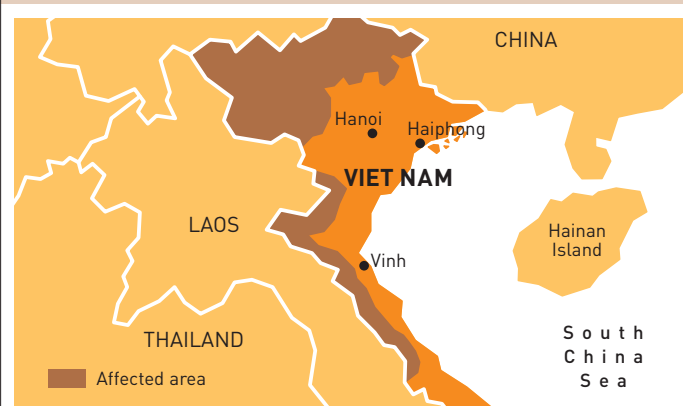 CHINA
Hanoi
Haiphong
VIET NAM
LAOS
Hainan
Island
Vinh
THAILAND
South
China
Sea
Affected area